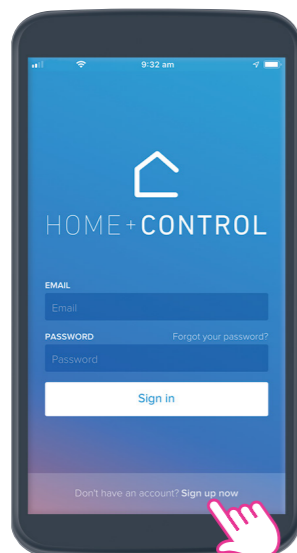 9:32 am
HOME+CONTROL
EMAIL
Email
PASSWORD Forgot your password?
Password
Sign in
Don't have an account? Sign up now